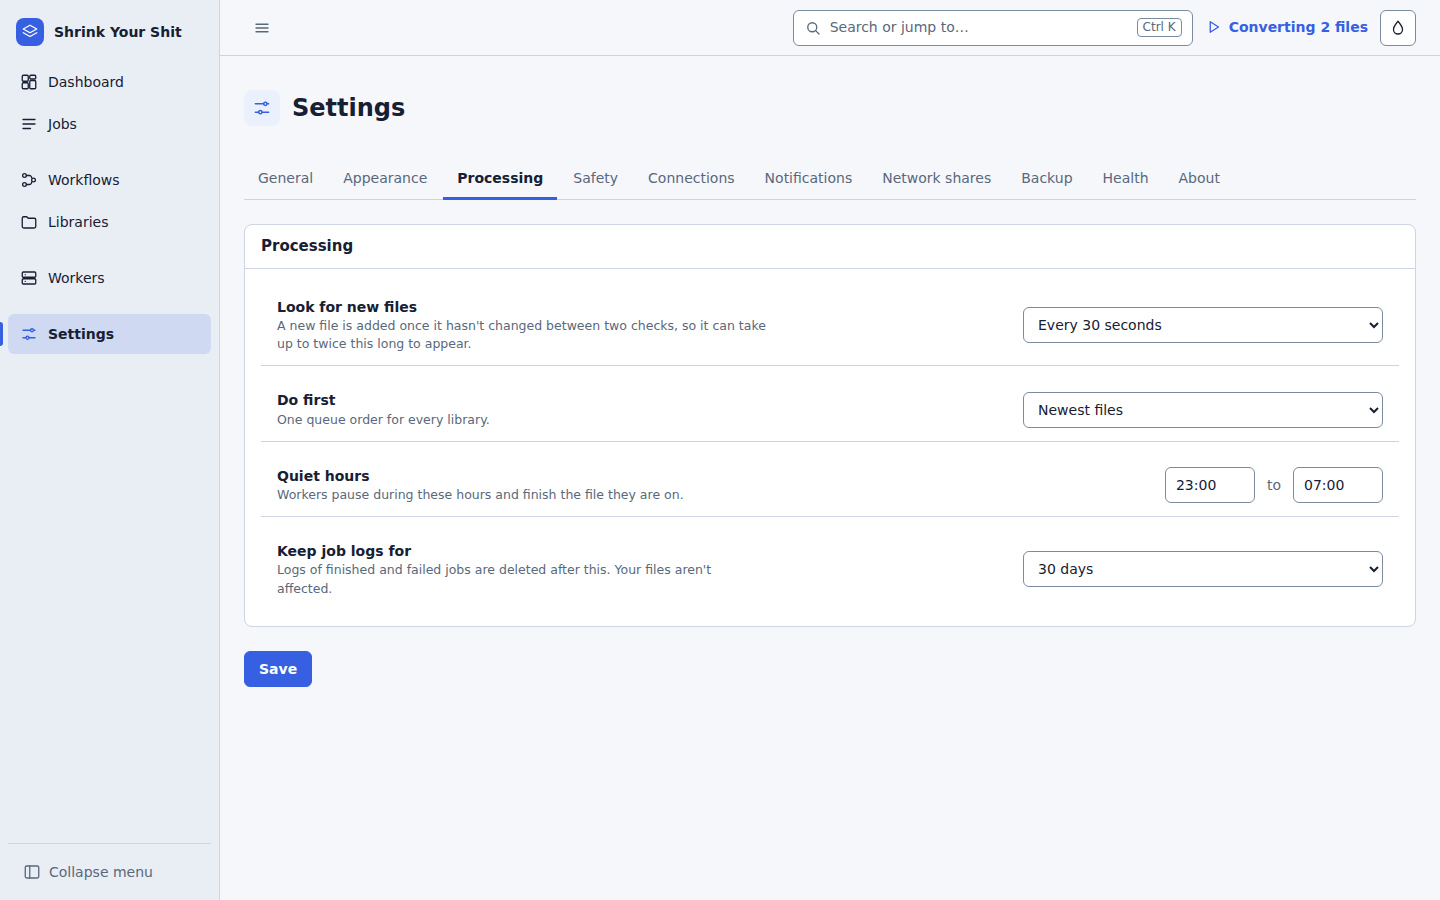 Shrink Your Shit
Search or jump to...
Ctrl K
Converting 2 files
Dashboard
Jobs
Workflows
Libraries
Workers
Settings
Collapse menu
Settings
General
Appearance
Processing
Safety
Connections
Notifications
Network shares
Backup
Health
About
Processing
Look for new files
A new file is added once it hasn't changed between two checks, so it can take
up to twice this long to appear.
Every 30 seconds
Do first
One queue order for every library.
Newest files
Quiet hours
Workers pause during these hours and finish the file they are on.
23:00 to 07:00
Keep job logs for
Logs of finished and failed jobs are deleted after this. Your files aren't
affected.
30 days
Save